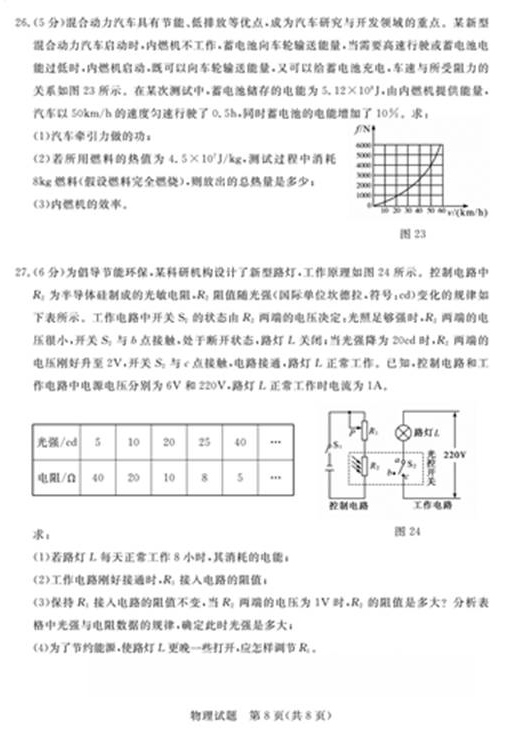 26.(5分)混合动力汽车具有节能、低排放等优点,成为汽车研究与开发领域的重点。某新型
混合动力汽车启动时,内燃机不工作,蓄电池向车轮输送能量,当需要高速行驶或蓄电池电
能过低时,内燃机启动,既可以向车轮输送能量,又可以给蓄电池充电,车速与所受阻力的
关系如图23所示。在某次测试中,蓄电池储存的电能为5.12×10⁸J,由内燃机提供能量,
汽车以50km/h的速度匀速行驶了0.5h,同时蓄电池的电能增加了10%。求:
(1)汽车牵引力做的功;
(2)若所用燃料的热值为4.5×10⁷J/kg,测试过程中消耗
8kg燃料(假设燃料完全燃烧),则放出的总热量是多少;
(3)内燃机的效率。
f/N
6000
5000
4000
3000
2000
1000
0
10 20 30 40 50 60 v/(km/h)
图23
27.(6分)为倡导节能环保,某科研机构设计了新型路灯,工作原理如图24所示。控制电路中
R₂为半导体硅制成的光敏电阻,R₂阻值随光强(国际单位坎德拉,符号:cd)变化的规律如
下表所示。工作电路中开关S₂的状态由R₂两端的电压决定:光照足够强时,R₂两端的电
压很小,开关S₂与b点接触,处于断开状态,路灯L关闭;当光强降为20cd时,R₂两端的
电压刚好升至2V,开关S₂与c点接触,电路接通,路灯L正常工作。已知,控制电路和工
作电路中电源电压分别为6V和220V,路灯L正常工作时电流为1A。
光强/cd 5 10 20 25 40 …
电阻/Ω 40 20 10 8 5 …
P R₁ 路灯L
S₁ R₂ a S₂ b c 光控开关 220V
控制电路 工作电路
图24
求:
(1)若路灯L每天正常工作8小时,其消耗的电能;
(2)工作电路刚好接通时,R₁接入电路的阻值;
(3)保持R₁接入电路的阻值不变,当R₂两端的电压为1V时,R₂的阻值是多大?分析表
格中光强与电阻数据的规律,确定此时光强是多大;
(4)为了节约能源,使路灯L更晚一些打开,应怎样调节R₁。
物理试题 第8页(共8页)